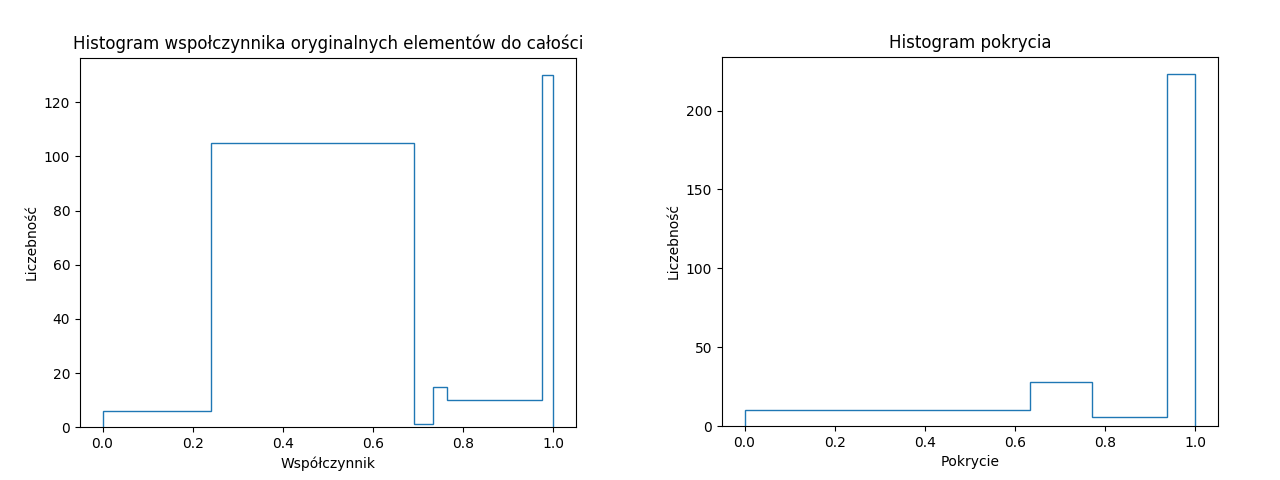 Histogram wspołczynnika oryginalnych elementów do całości
120
100
80
60
40
20
0
Liczebność
0.0 0.2 0.4 0.6 0.8 1.0
Współczynnik
Histogram pokrycia
200
150
100
50
0
Liczebność
0.0 0.2 0.4 0.6 0.8 1.0
Pokrycie